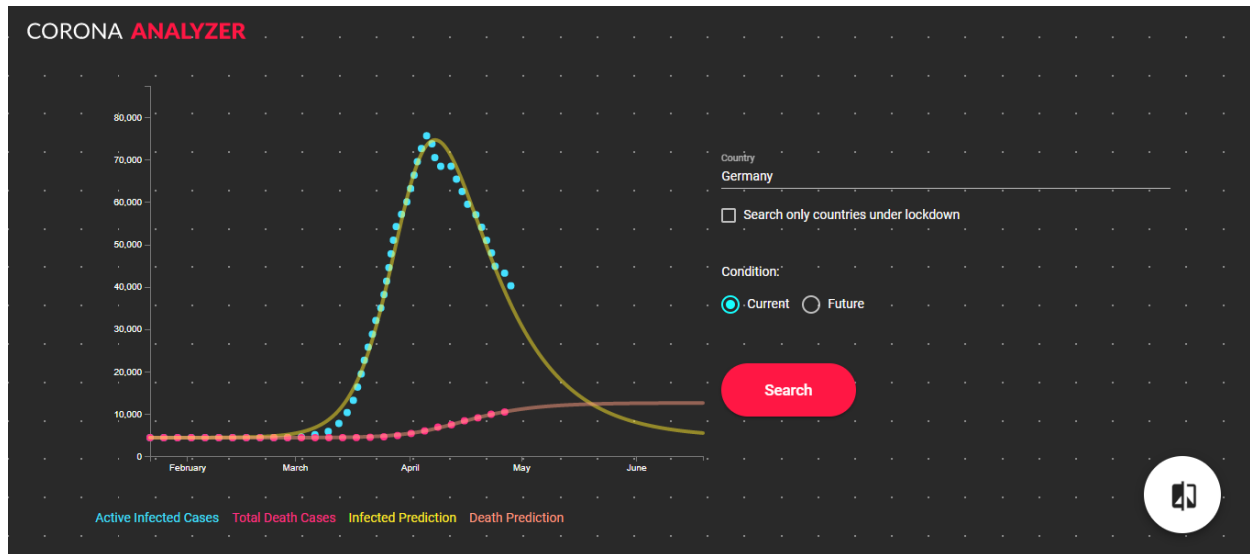 CORONA ANALYZER
80,000
70,000
60,000
50,000
40,000
30,000
20,000
10,000
0
February March April May June
Active Infected Cases Total Death Cases Infected Prediction Death Prediction
Country
Germany
Search only countries under lockdown
Condition:
Current Future
Search